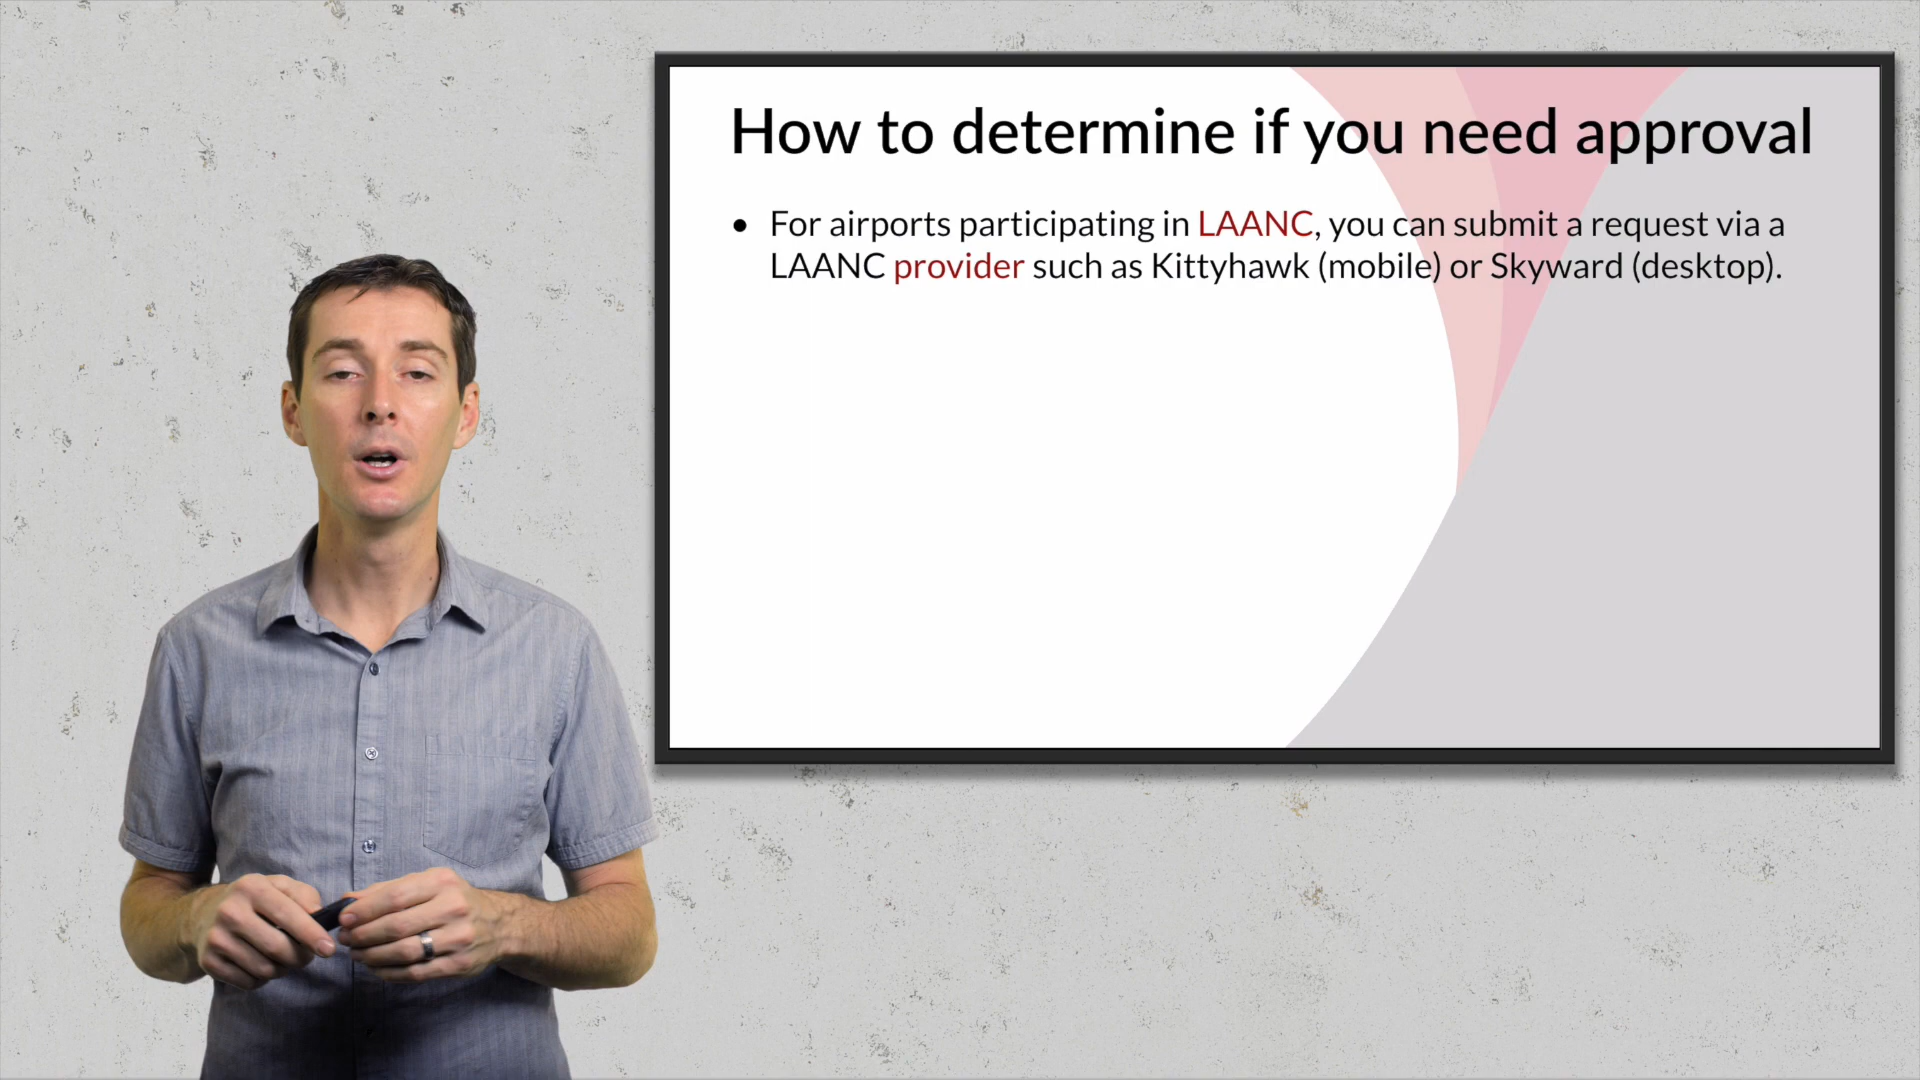 How to determine if you need approval
• For airports participating in LAANC, you can submit a request via a
LAANC provider such as Kittyhawk (mobile) or Skyward (desktop).